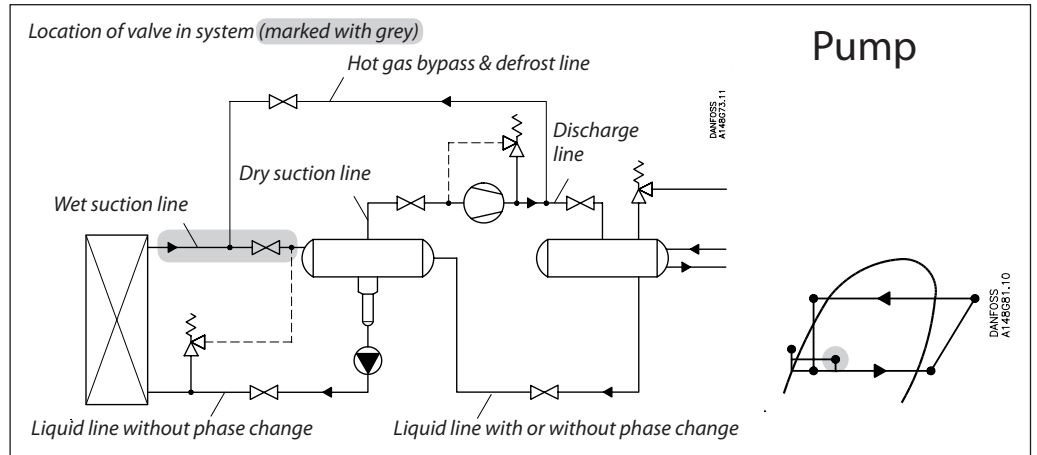 Location of valve in system (marked with grey)
Pump
Hot gas bypass & defrost line
DANFOSS
A148G73.11
Discharge
line
Dry suction line
Wet suction line
DANFOSS
A148G81.10
Liquid line without phase change
Liquid line with or without phase change